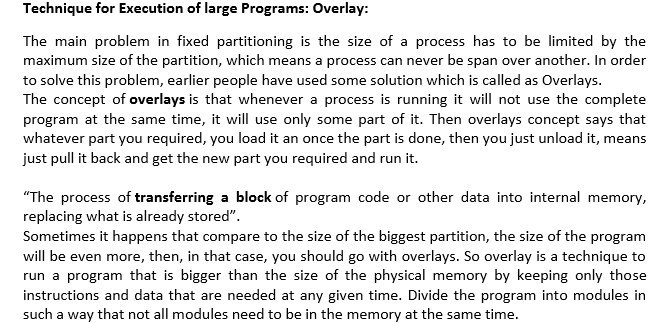 Technique for Execution of large Programs: Overlay:
The main problem in fixed partitioning is the size of a process has to be limited by the
maximum size of the partition, which means a process can never be span over another. In order
to solve this problem, earlier people have used some solution which is called as Overlays.
The concept of overlays is that whenever a process is running it will not use the complete
program at the same time, it will use only some part of it. Then overlays concept says that
whatever part you required, you load it an once the part is done, then you just unload it, means
just pull it back and get the new part you required and run it.
“The process of transferring a block of program code or other data into internal memory,
replacing what is already stored”.
Sometimes it happens that compare to the size of the biggest partition, the size of the program
will be even more, then, in that case, you should go with overlays. So overlay is a technique to
run a program that is bigger than the size of the physical memory by keeping only those
instructions and data that are needed at any given time. Divide the program into modules in
such a way that not all modules need to be in the memory at the same time.